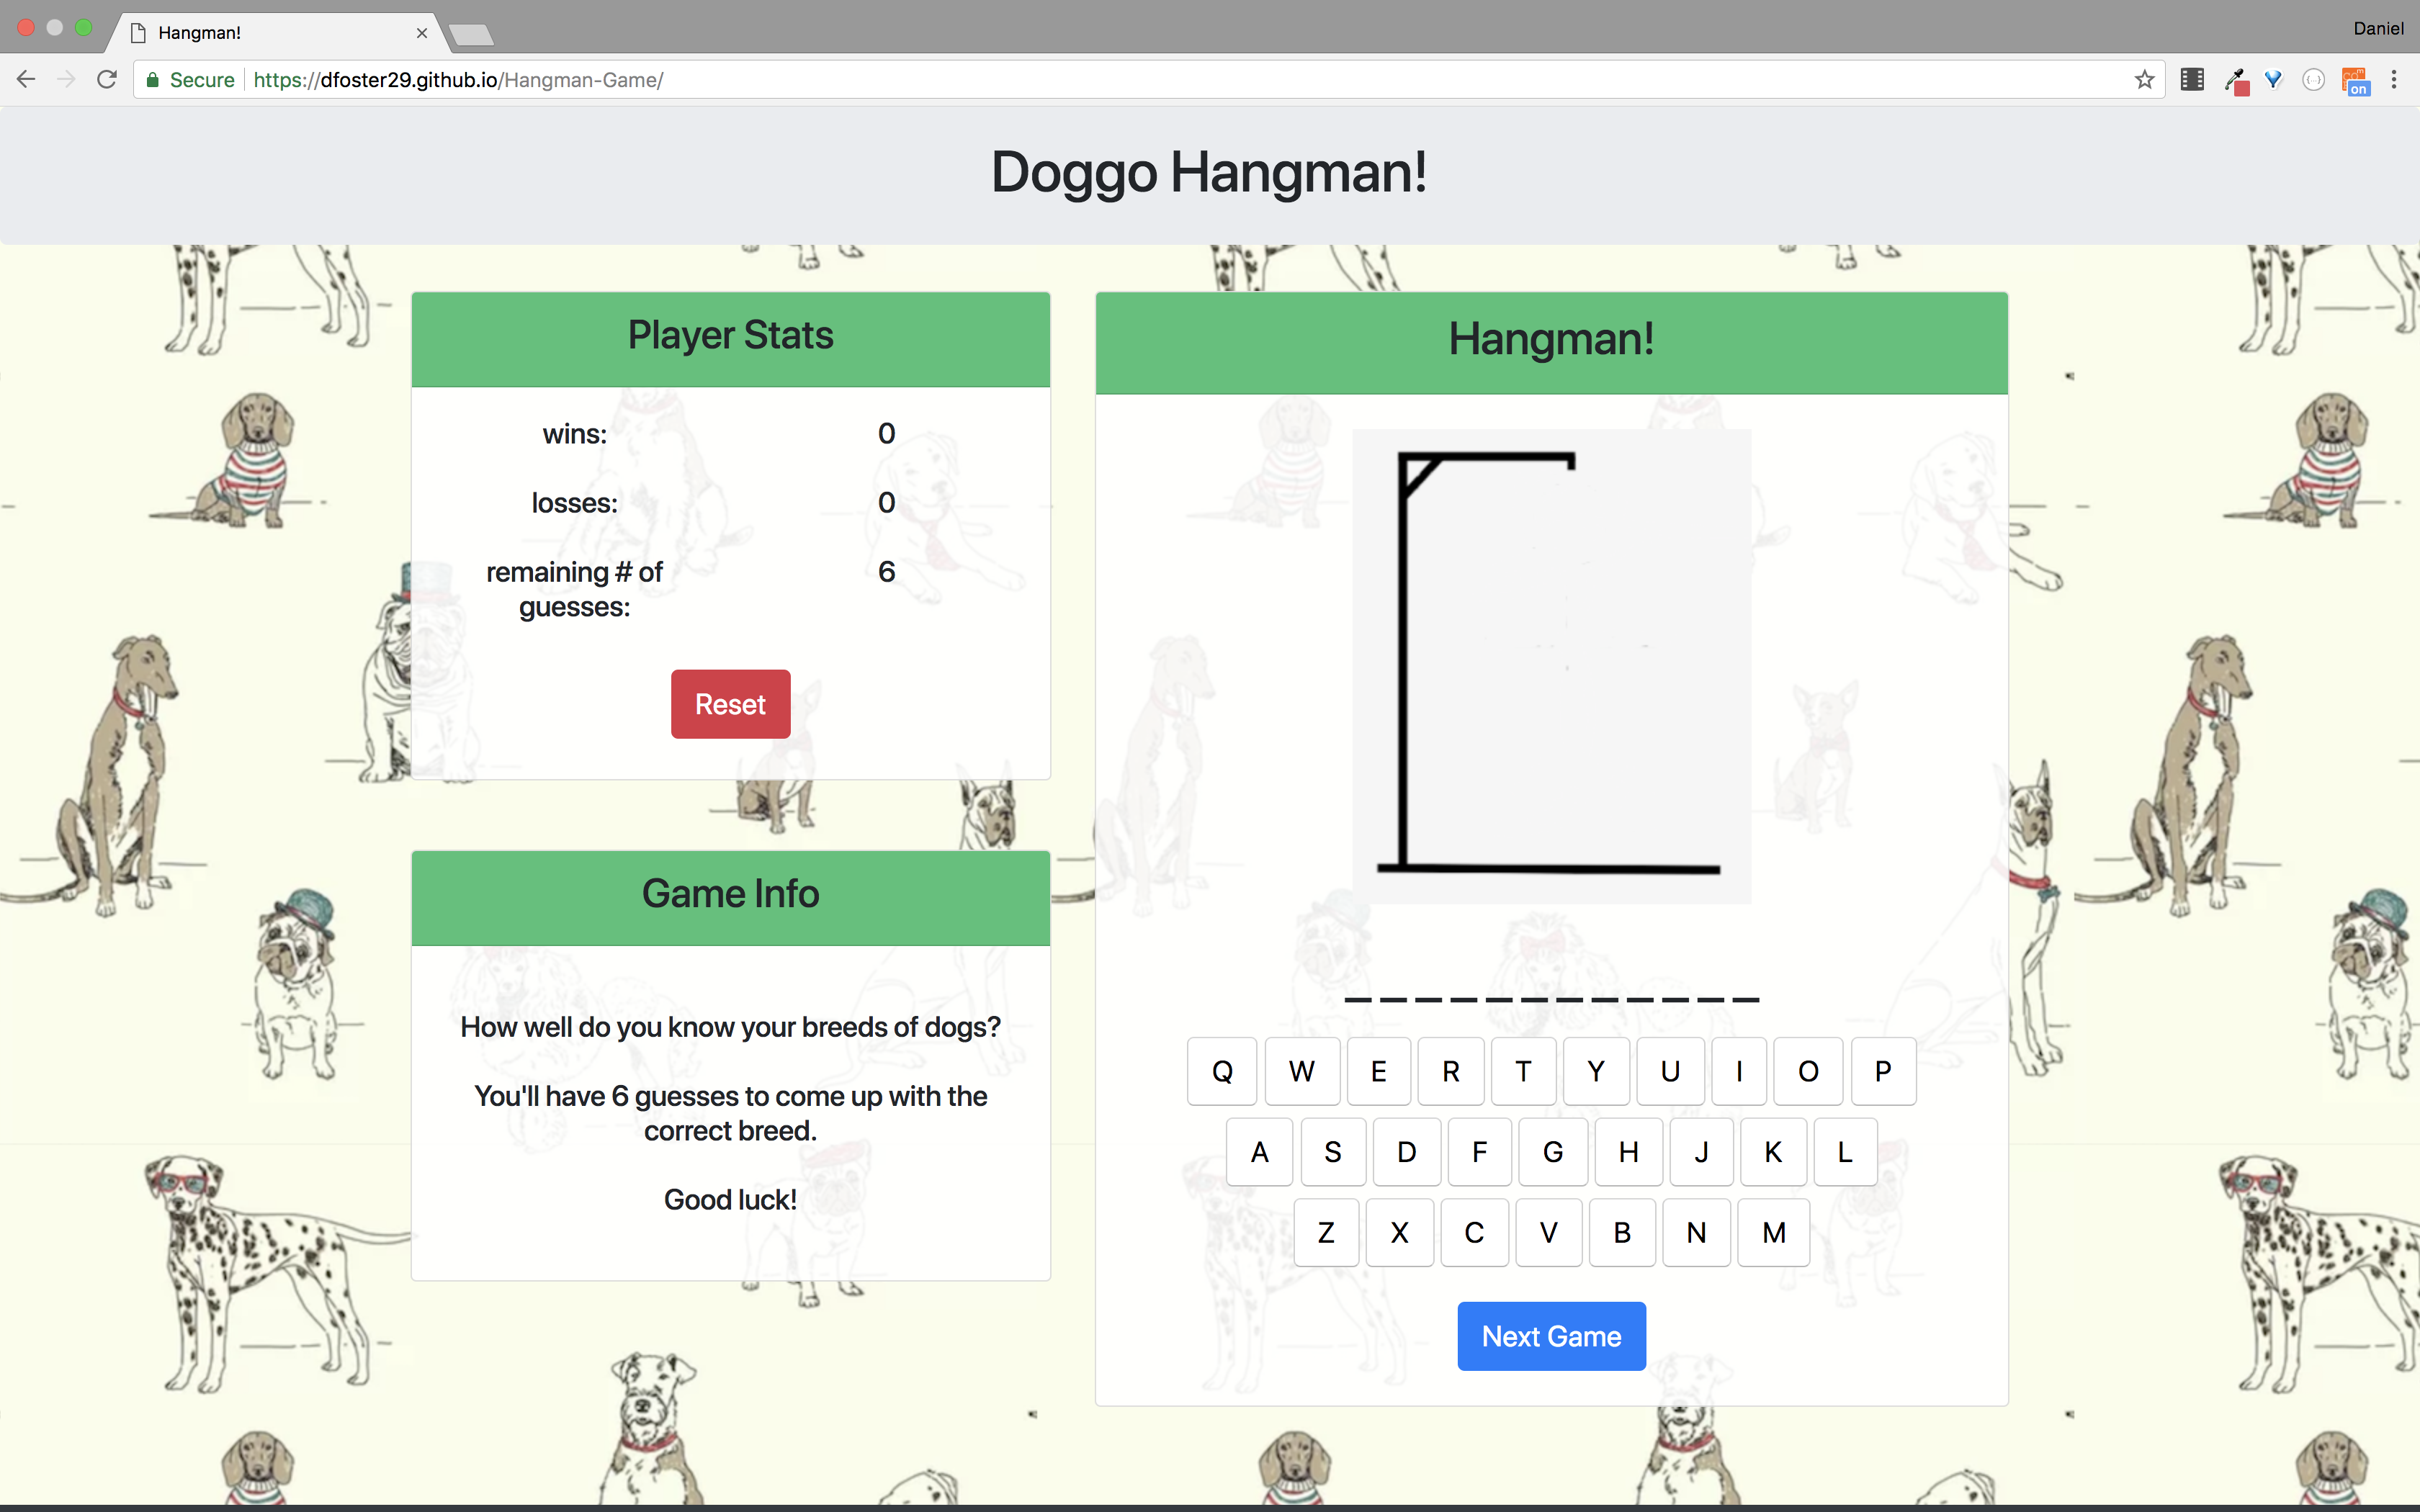 Hangman!
Daniel
Secure
https://dfoster29.github.io/Hangman-Game/
on
Doggo Hangman!
Player Stats
wins: 0
losses: 0
remaining # of 6
guesses:
Reset
Game Info
How well do you know your breeds of dogs?
You'll have 6 guesses to come up with the
correct breed.
Good luck!
Hangman!
_ _ _ _ _ _ _ _ _ _ _ _
Q W E R T Y U I O P
A S D F G H J K L
Z X C V B N M
Next Game